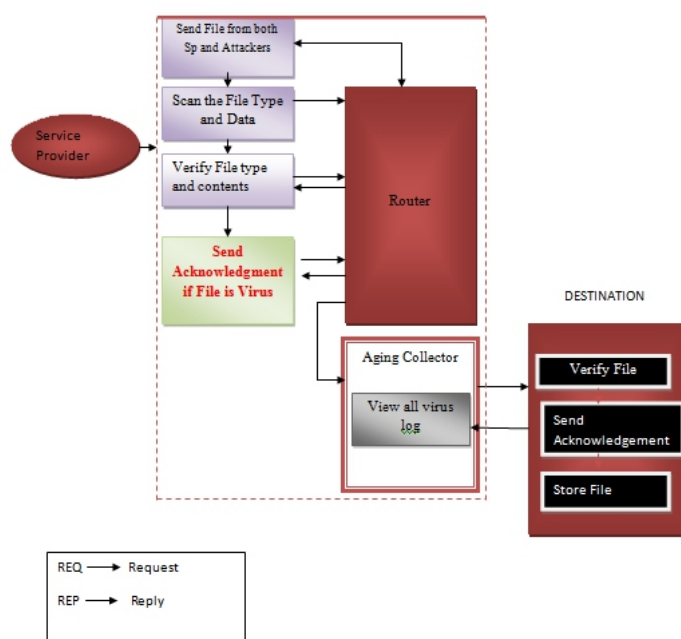 Send File from both
Sp and Attackers
Scan the File Type
and Data
Service
Provider
Verify File type
and contents
Router
Send
Acknowledgment
if File is Virus
DESTINATION
Aging Collector
View all virus
log
Verify File
Send
Acknowledgement
Store File
REQ Request
REP Reply